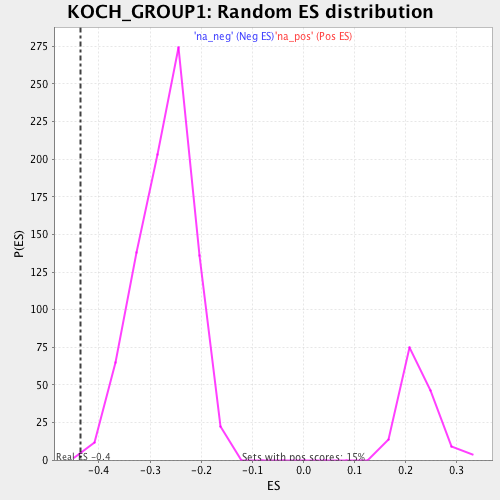 KOCH_GROUP1: Random ES distribution
'na_neg' (Neg ES) 'na_pos' (Pos ES)
275
250
225
200
175
150
125
100
75
50
25
0
P(ES)
Real ES -0.4
Sets with pos scores: 15%
-0.4 -0.3 -0.2 -0.1 0.0 0.1 0.2 0.3
ES